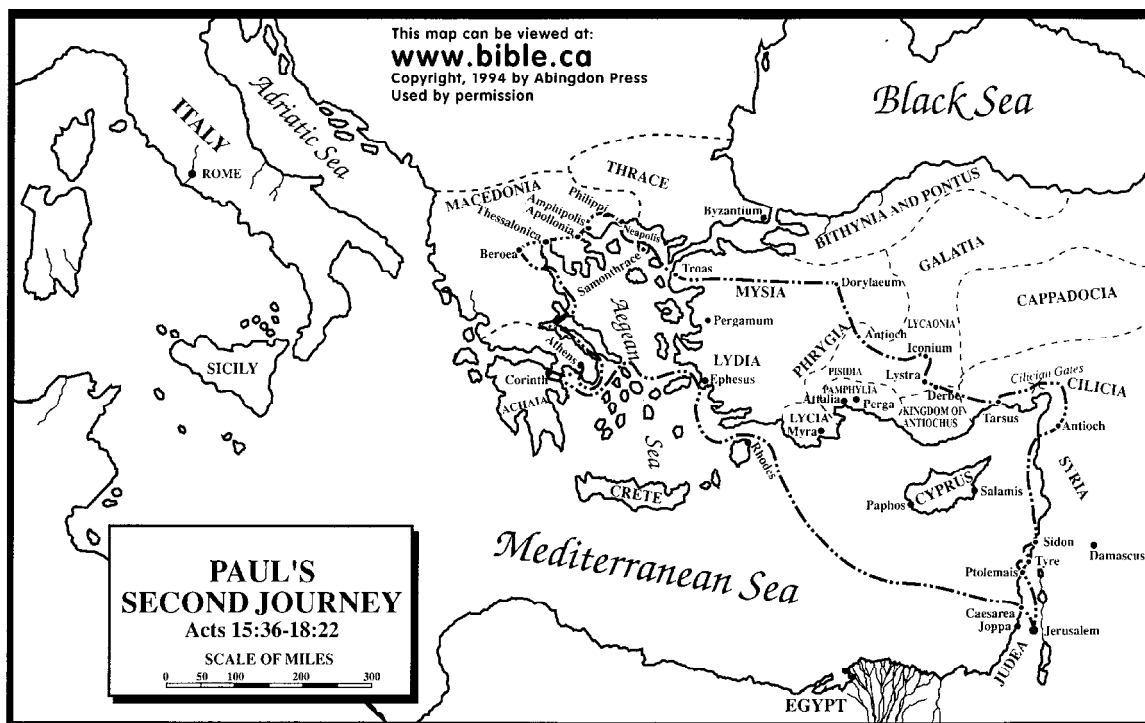 This map can be viewed at:
www.bible.ca
Copyright, 1994 by Abingdon Press
Used by permission
Black Sea
Adriatic Sea
ITALY
ROME
THRACE
MACEDONIA
Philippi
Amphipolis
Apollonia
Thessalonica
Neapolis
Byzantium
BITHYNIA AND PONTUS
GALATIA
Beroea
Samonthrace
Troas
Dorylaeum
MYSIA
CAPPADOCIA
Aegean
Sea
Pergamum
LYCAONIA
PHRYGIA
Antioch
Iconium
SICILY
Athens
LYDIA
PISIDIA
Ephesus
Lystra
Cilician Gates
CILICIA
Corinth
PAMPHYLIA
Derbe
ACHAIA
Attalia
Perga
KINGDOM OF
ANTIOCHUS
Tarsus
LYCIA
Myra
Antioch
Rhodes
SYRIA
CRETE
CYPRUS
Salamis
Paphos
Mediterranean Sea
Sidon
Damascus
Tyre
Ptolemais
Caesarea
Joppa
Jerusalem
JUDEA
EGYPT
PAUL'S
SECOND JOURNEY
Acts 15:36-18:22
SCALE OF MILES
0 50 100 200 300